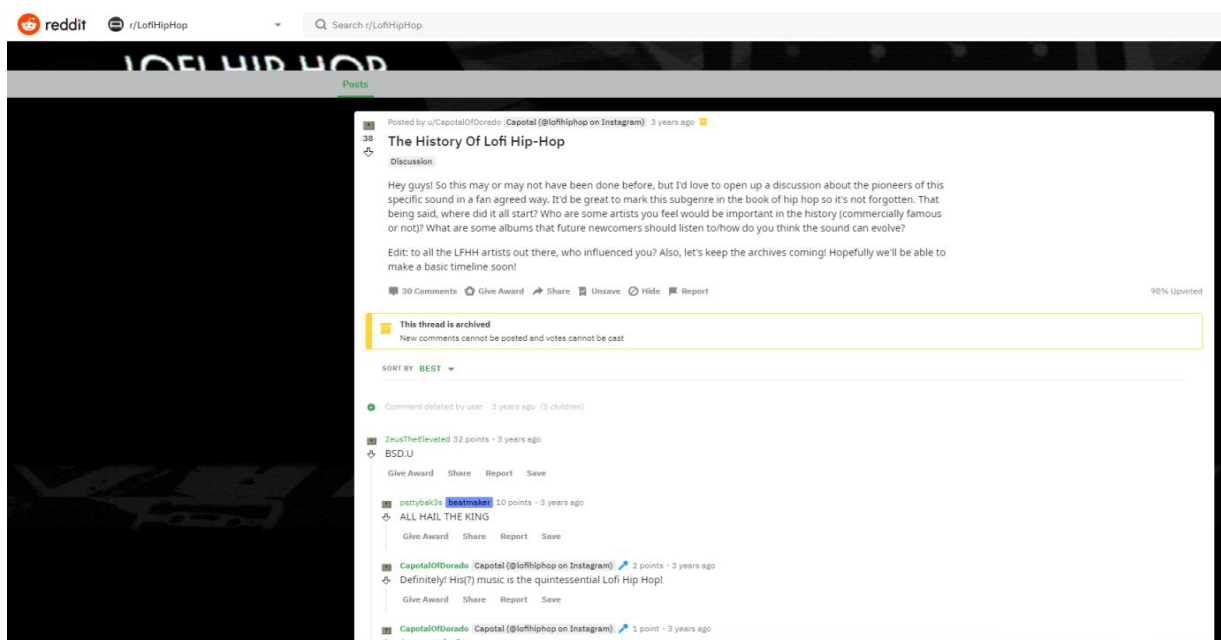 reddit r/LofiHipHop Search r/LofiHipHop
LOFI HIP HOP
Posts
Posted by u/CapotalOfDorado Capotal (@lofihiphop on Instagram) 3 years ago
38
The History Of Lofi Hip-Hop
Discussion
Hey guys! So this may or may not have been done before, but I'd love to open up a discussion about the pioneers of this
specific sound in a fan agreed way. It'd be great to mark this subgenre in the book of hip hop so it's not forgotten. That
being said, where did it all start? Who are some artists you feel would be important in the history (commercially famous
or not)? What are some albums that future newcomers should listen to/how do you think the sound can evolve?
Edit: to all the LFHH artists out there, who influenced you? Also, let's keep the archives coming! Hopefully we'll be able to
make a basic timeline soon!
30 Comments Give Award Share Unsave Hide Report 98% Upvoted
This thread is archived
New comments cannot be posted and votes cannot be cast
SORT BY BEST
Comment deleted by user 3 years ago (3 children)
ZeusTheElevated 32 points · 3 years ago
BSD.U
Give Award Share Report Save
pattybak3s beatmaker 10 points · 3 years ago
ALL HAIL THE KING
Give Award Share Report Save
CapotalOfDorado Capotal (@lofihiphop on Instagram) 2 points · 3 years ago
Definitely! His(?) music is the quintessential Lofi Hip Hop!
Give Award Share Report Save
CapotalOfDorado Capotal (@lofihiphop on Instagram) 1 point · 3 years ago